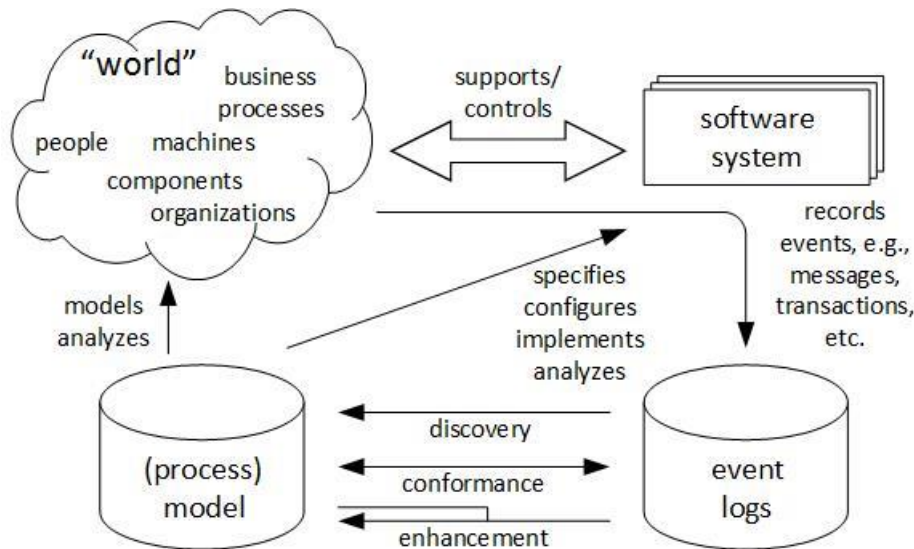 “world”
business
processes
people machines
components
organizations
supports/
controls
software
system
records
events, e.g.,
messages,
transactions,
etc.
models
analyzes
specifies
configures
implements
analyzes
(process)
model
discovery
conformance
enhancement
event
logs